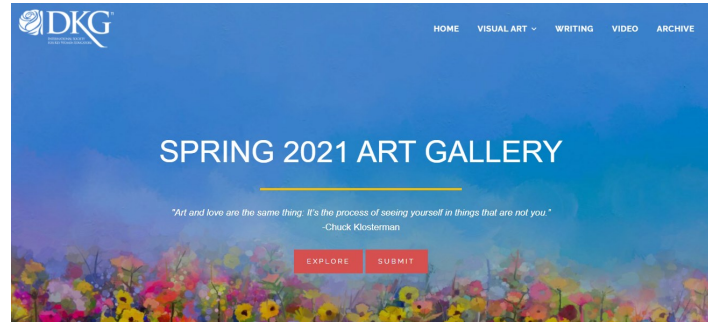 DKG
HOME VISUAL ART WRITING VIDEO ARCHIVE
SPRING 2021 ART GALLERY
"Art and love are the same thing: It's the process of seeing yourself in things that are not you."
-Chuck Klosterman
EXPLORE SUBMIT